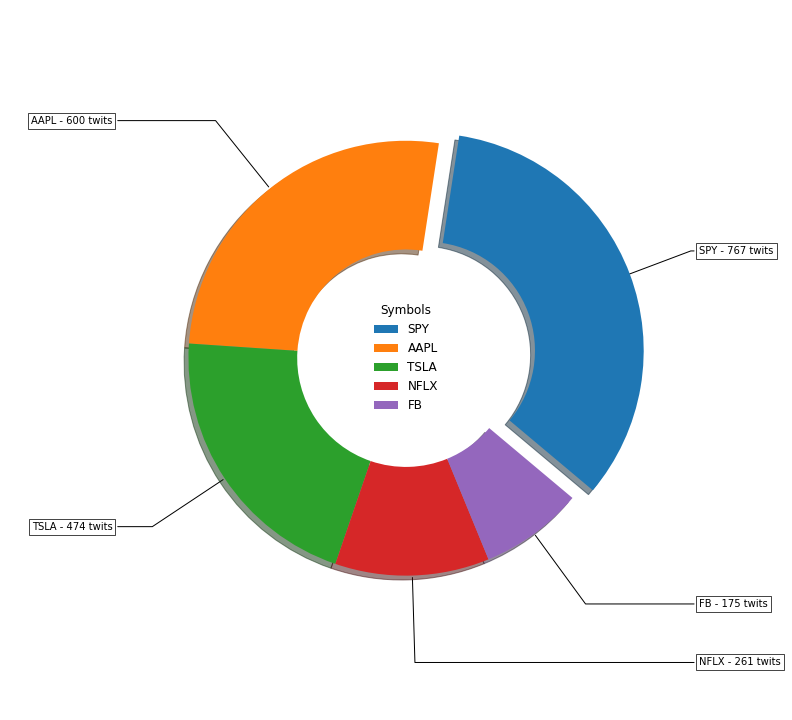 AAPL - 600 twits
SPY - 767 twits
Symbols
SPY
AAPL
TSLA
NFLX
FB
TSLA - 474 twits
FB - 175 twits
NFLX - 261 twits